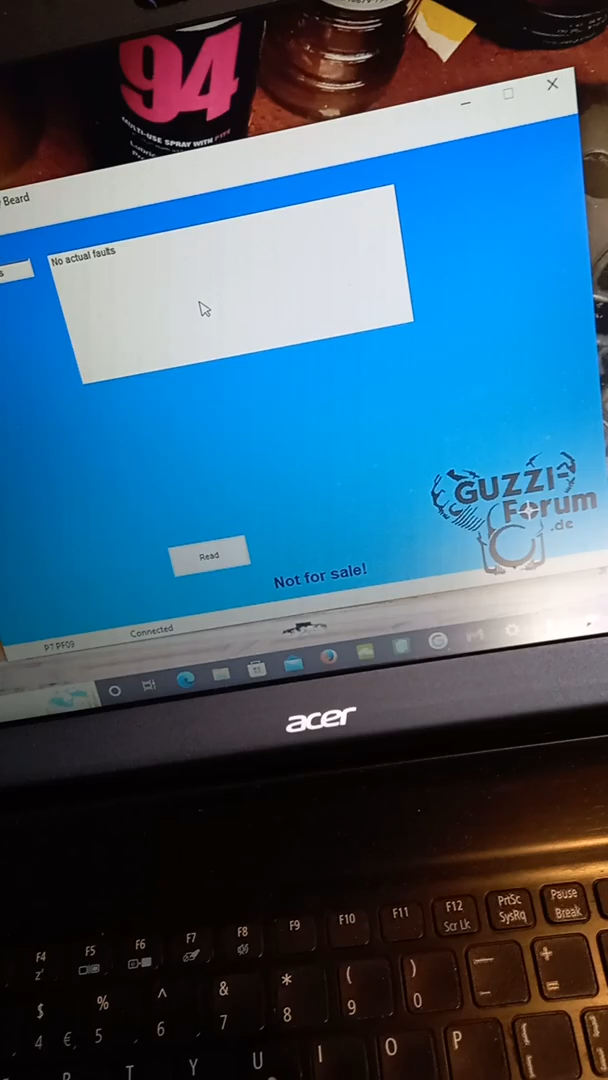 94
MULTI-USE SPRAY WITH PTFE
Beard
s
No actual faults
GUZZI-
Forum
.de
Read
Not for sale!
Connected
acer
F4
F5
F6
F7
F8
F9
F10
F11
F12
Scr Lk
PrtSc
SysRq
Pause
Break
$
4 €
%
5
^
6
&
7
*
8
(
9
)
0
+
=
R
T
Y
U
I
O
P
{
[
}